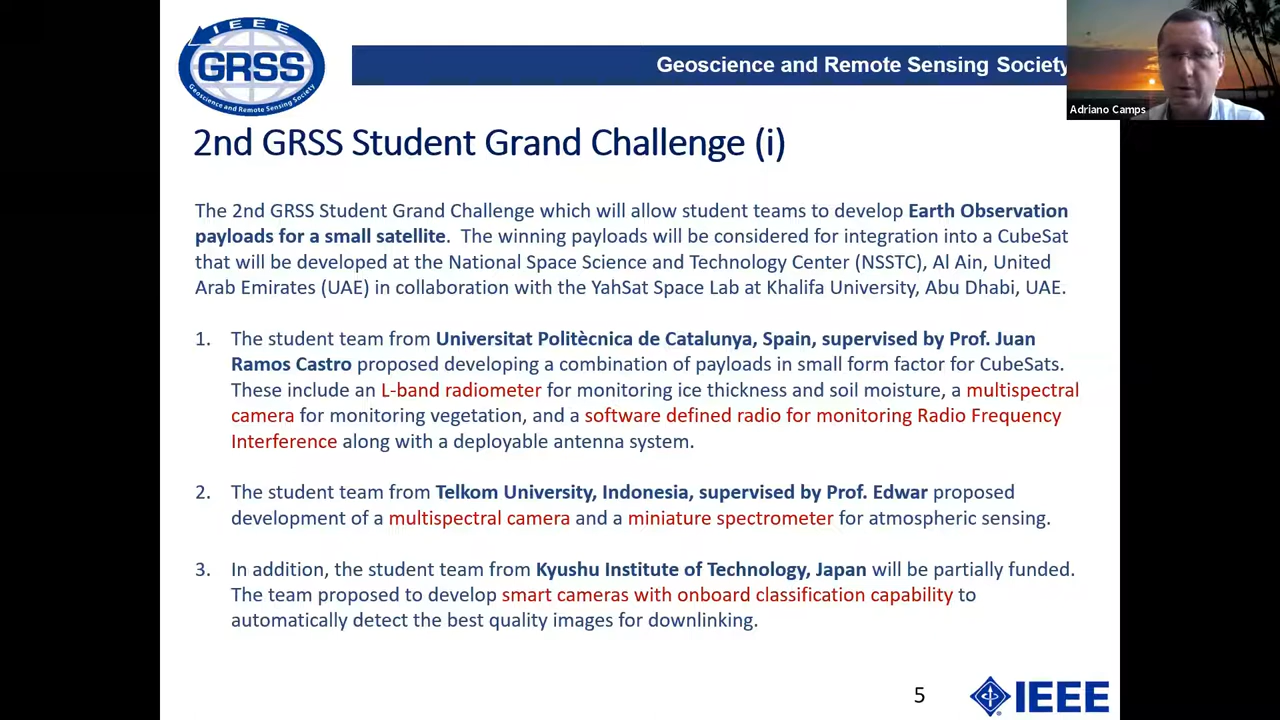 IEEE
GRSS
Geoscience and Remote Sensing Society
Geoscience and Remote Sensing Society
Adriano Camps
2nd GRSS Student Grand Challenge (i)
The 2nd GRSS Student Grand Challenge which will allow student teams to develop Earth Observation
payloads for a small satellite. The winning payloads will be considered for integration into a CubeSat
that will be developed at the National Space Science and Technology Center (NSSTC), Al Ain, United
Arab Emirates (UAE) in collaboration with the YahSat Space Lab at Khalifa University, Abu Dhabi, UAE.
1. The student team from Universitat Politècnica de Catalunya, Spain, supervised by Prof. Juan
Ramos Castro proposed developing a combination of payloads in small form factor for CubeSats.
These include an L-band radiometer for monitoring ice thickness and soil moisture, a multispectral
camera for monitoring vegetation, and a software defined radio for monitoring Radio Frequency
Interference along with a deployable antenna system.
2. The student team from Telkom University, Indonesia, supervised by Prof. Edwar proposed
development of a multispectral camera and a miniature spectrometer for atmospheric sensing.
3. In addition, the student team from Kyushu Institute of Technology, Japan will be partially funded.
The team proposed to develop smart cameras with onboard classification capability to
automatically detect the best quality images for downlinking.
5
IEEE